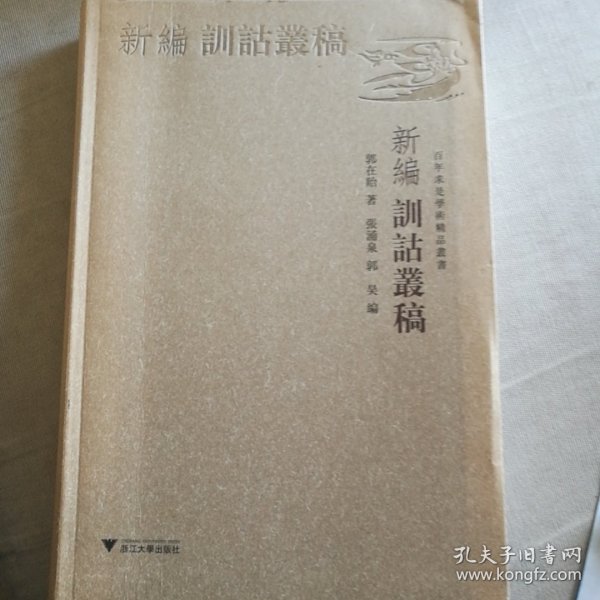 新編 訓詁叢稿
百年求是學術精品叢書
新編 訓詁叢稿
郭在貽 著 張涌泉 郭昊 編
浙江大學出版社
孔夫子旧书网
www.kongfz.com